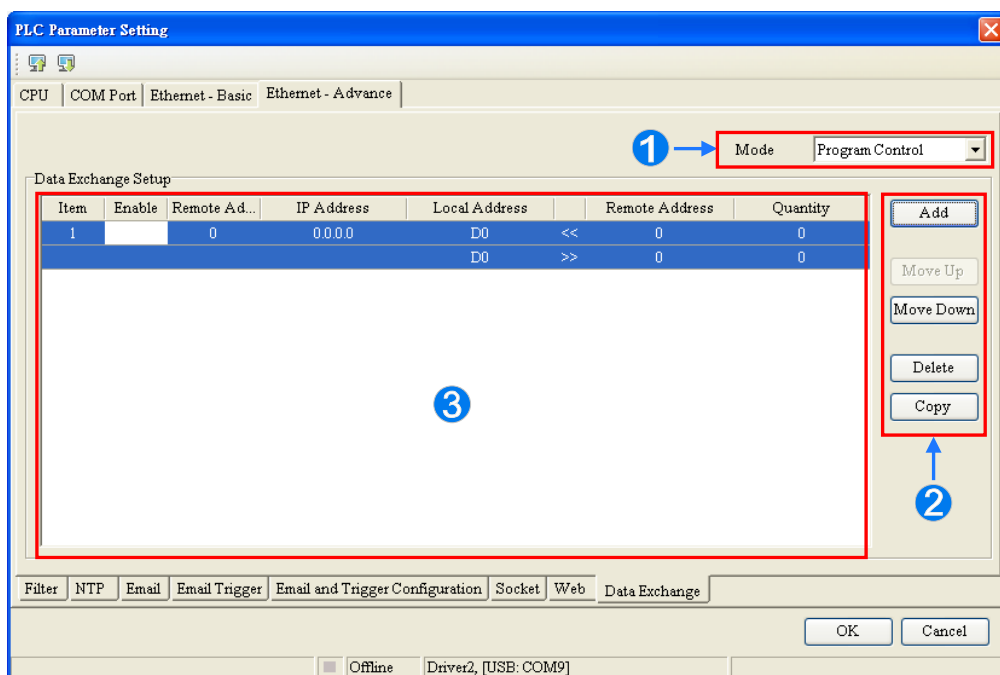 PLC Parameter Setting
CPU COM Port Ethernet - Basic Ethernet - Advance
1 Mode Program Control
Data Exchange Setup
Item Enable Remote Ad... IP Address Local Address Remote Address Quantity
1 0 0.0.0.0 D0 << 0 0
D0 >> 0 0
Add
Move Up
Move Down
Delete
Copy
3
2
Filter NTP Email Email Trigger Email and Trigger Configuration Socket Web Data Exchange
OK Cancel
Offline Driver2, [USB: COM9]